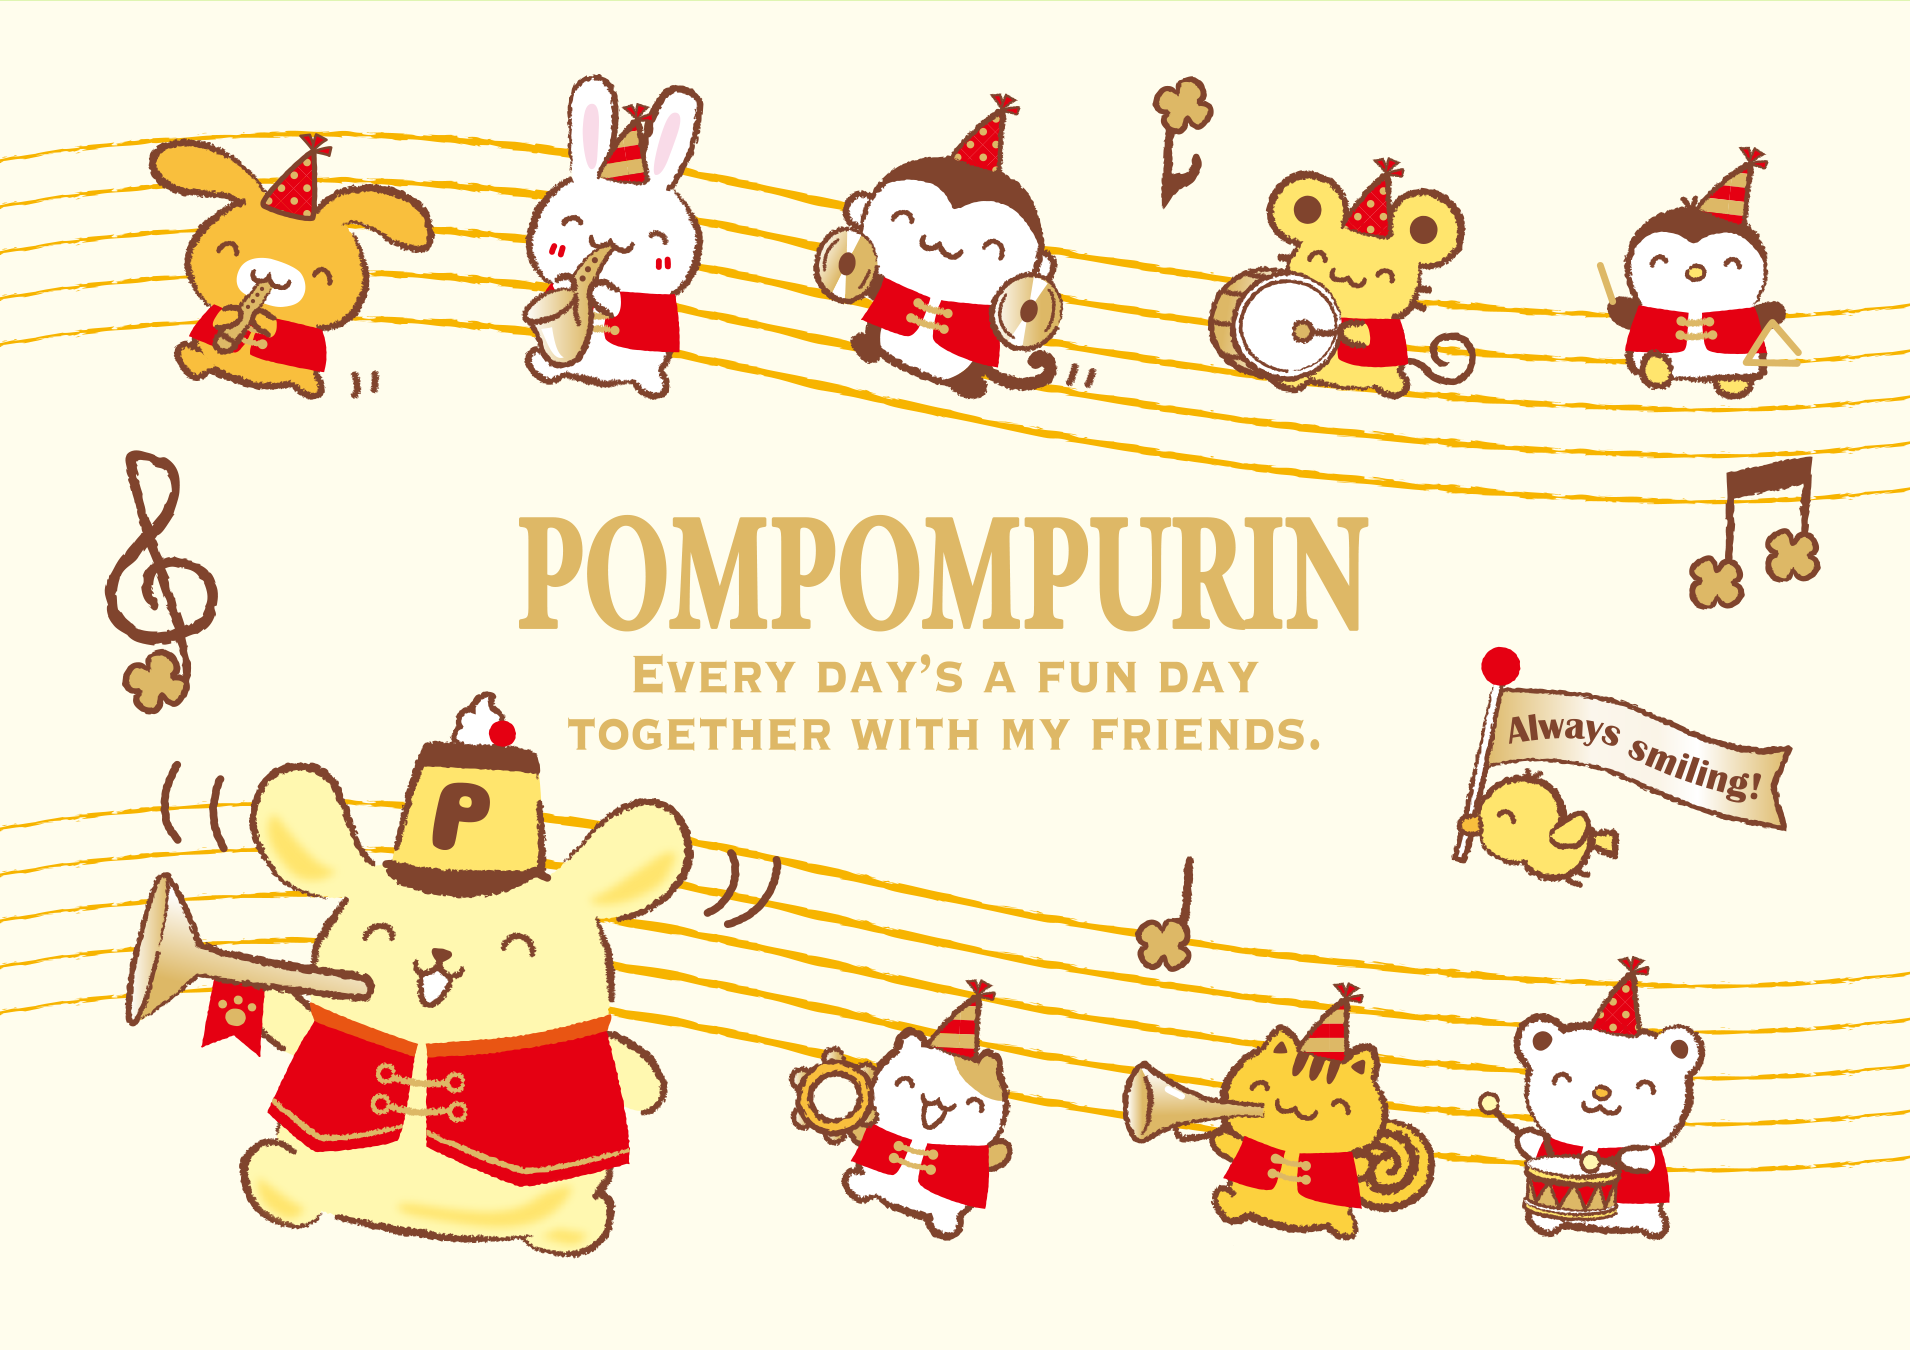 POMPOMPURIN
EVERY DAY'S A FUN DAY
TOGETHER WITH MY FRIENDS.
Always smiling!
P